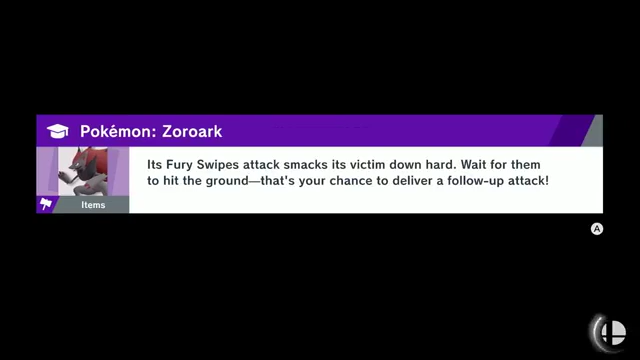 Pokémon: Zoroark
Its Fury Swipes attack smacks its victim down hard. Wait for them
to hit the ground—that's your chance to deliver a follow-up attack!
Items
A